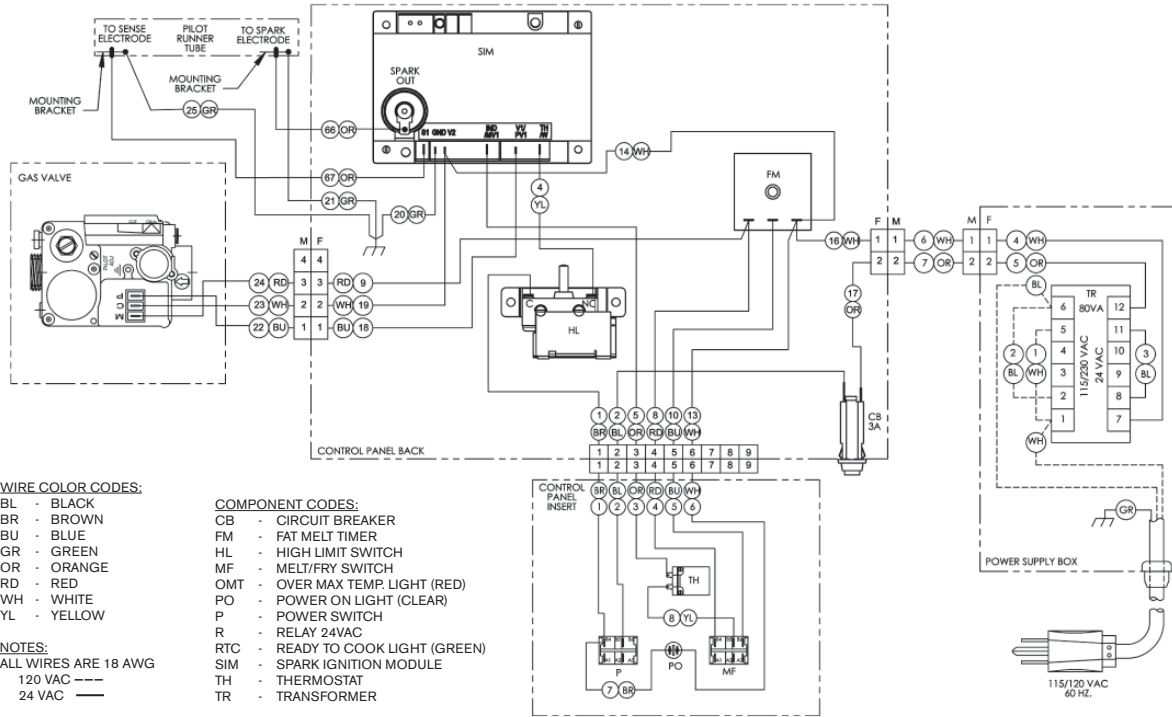 TO SENSE
ELECTRODE
PILOT
RUNNER
TUBE
TO SPARK
ELECTRODE
MOUNTING
BRACKET
MOUNTING
BRACKET
25 GR
SIM
SPARK
OUT
S1 GND V2 IND V1/ TH
/MV1 PV1 /W
66 OR
67 OR
21 GR
20 GR
14 WH
4
YL
FM
GAS VALVE
PILOT
ADJ
P
C
M
M F
4 4
24 RD 3 3 RD 9
23 WH 2 2 WH 19
22 BU 1 1 BU 18
C NC
HL
16 WH
17
OR
F M
1 1
2 2
6 WH
7 OR
M F
1 1
2 2
4 WH
5 OR
BL
TR
80VA
115/230 VAC
24 VAC
6 12
5 11
4 10
3 9
2 8
1 7
2
BL
1
WH
3
BL
WH
GR
POWER SUPPLY BOX
115/120 VAC
60 HZ.
CB
3A
CONTROL PANEL BACK
1 2 5 8 10 13
BR BL OR RD BU WH
1 2 3 4 5 6 7 8 9
1 2 3 4 5 6 7 8 9
BR BL OR RD BU WH
1 2 3 4 5 6
CONTROL
PANEL
INSERT
TH
8 YL
P
PO
MF
7 BR
WIRE COLOR CODES:
BL - BLACK
BR - BROWN
BU - BLUE
GR - GREEN
OR - ORANGE
RD - RED
WH - WHITE
YL - YELLOW
NOTES:
ALL WIRES ARE 18 AWG
120 VAC ---
24 VAC —
COMPONENT CODES:
CB - CIRCUIT BREAKER
FM - FAT MELT TIMER
HL - HIGH LIMIT SWITCH
MF - MELT/FRY SWITCH
OMT - OVER MAX TEMP. LIGHT (RED)
PO - POWER ON LIGHT (CLEAR)
P - POWER SWITCH
R - RELAY 24VAC
RTC - READY TO COOK LIGHT (GREEN)
SIM - SPARK IGNITION MODULE
TH - THERMOSTAT
TR - TRANSFORMER